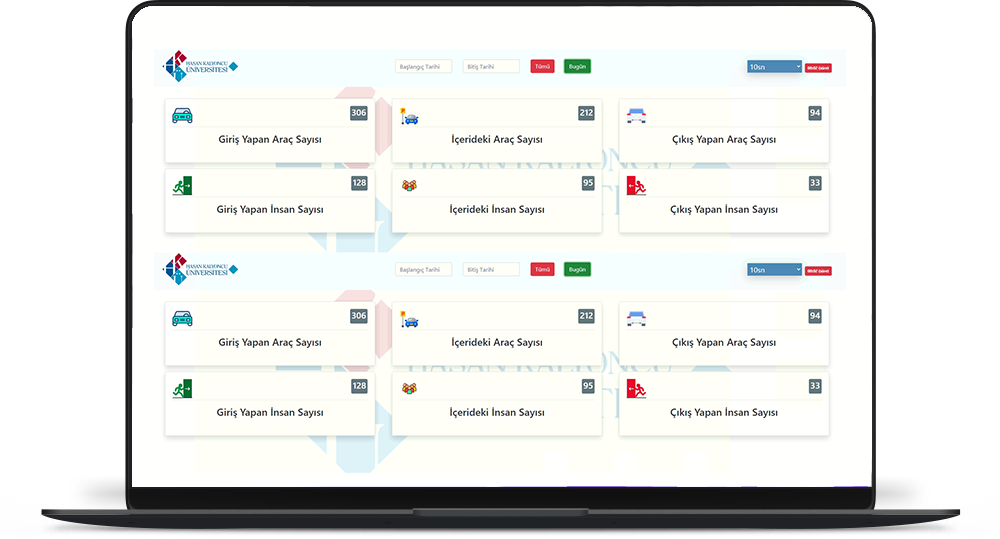 HASAN KALYONCU
ÜNİVERSİTESİ
Başlangıç Tarihi
Bitiş Tarihi
Tümü
Bugün
10sn
306
Giriş Yapan Araç Sayısı
212
İçerideki Araç Sayısı
94
Çıkış Yapan Araç Sayısı
128
Giriş Yapan İnsan Sayısı
95
İçerideki İnsan Sayısı
33
Çıkış Yapan İnsan Sayısı
HASAN KALYONCU
ÜNİVERSİTESİ
Başlangıç Tarihi
Bitiş Tarihi
Tümü
Bugün
10sn
306
Giriş Yapan Araç Sayısı
212
İçerideki Araç Sayısı
94
Çıkış Yapan Araç Sayısı
128
Giriş Yapan İnsan Sayısı
95
İçerideki İnsan Sayısı
33
Çıkış Yapan İnsan Sayısı